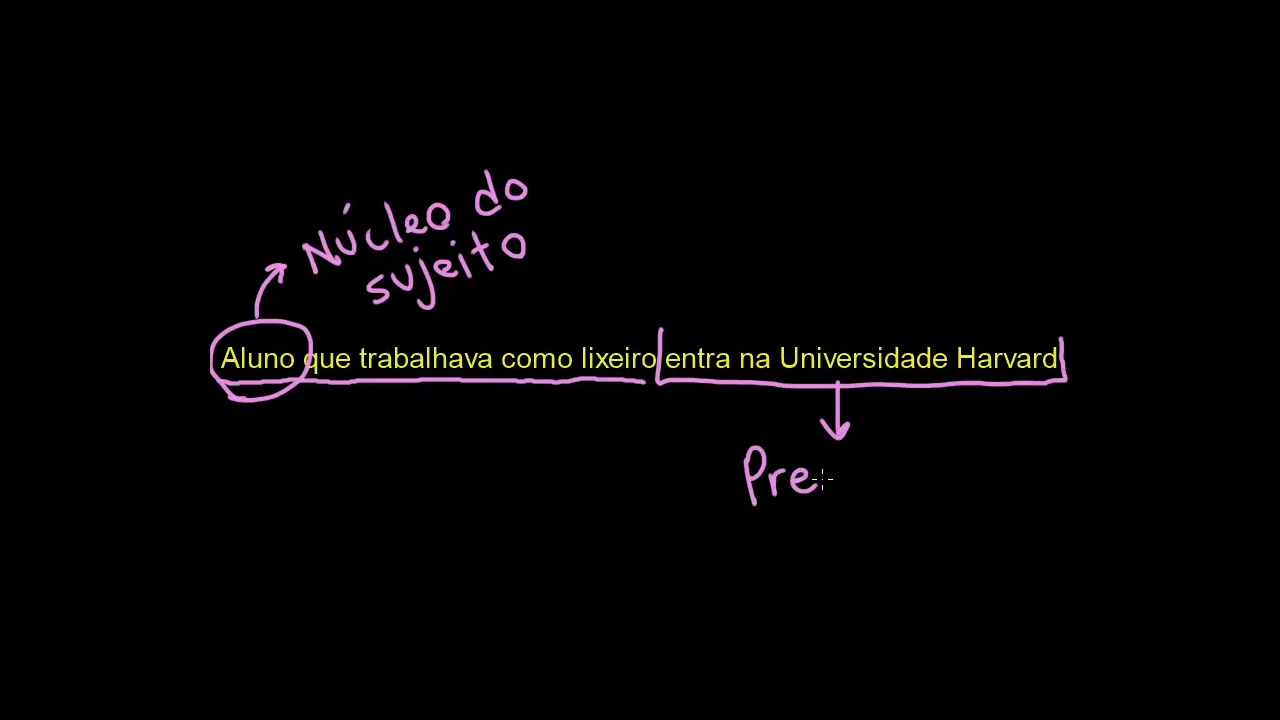 Núcleo do
sujeito
Aluno que trabalhava como lixeiro entra na Universidade Harvard
Pre